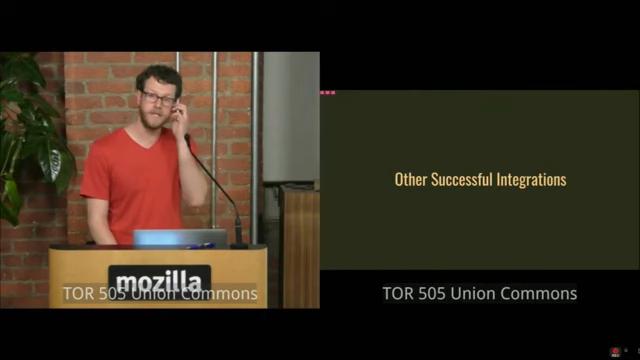 Other Successful Integrations
mozilla
TOR 505 Union Commons
TOR 505 Union Commons